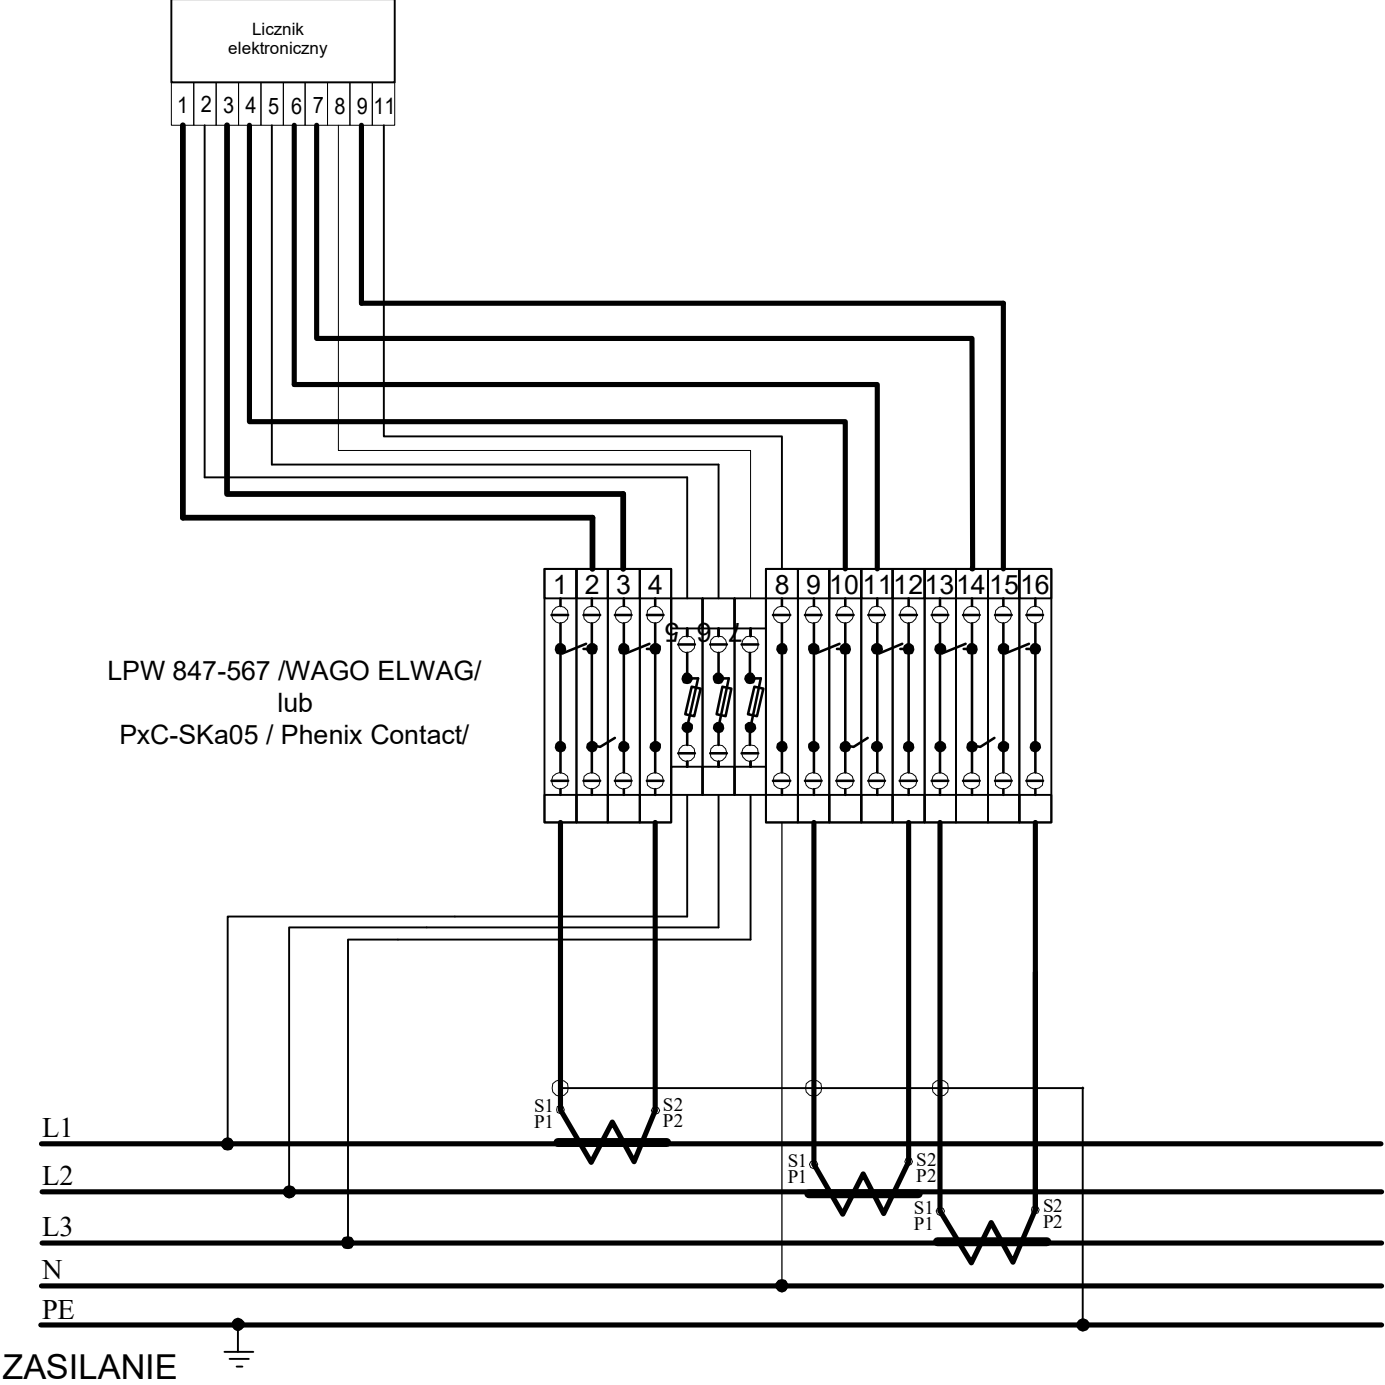 Licznik
elektroniczny
1 2 3 4 5 6 7 8 9 11
1 2 3 4 8 9 10 11 12 13 14 15 16
5 6 7
LPW 847-567 /WAGO ELWAG/
lub
PxC-SKa05 / Phenix Contact/
S1 S2
P1 P2
L1
S1 S2
P1 P2
L2
S1 S2
P1 P2
L3
N
PE
ZASILANIE